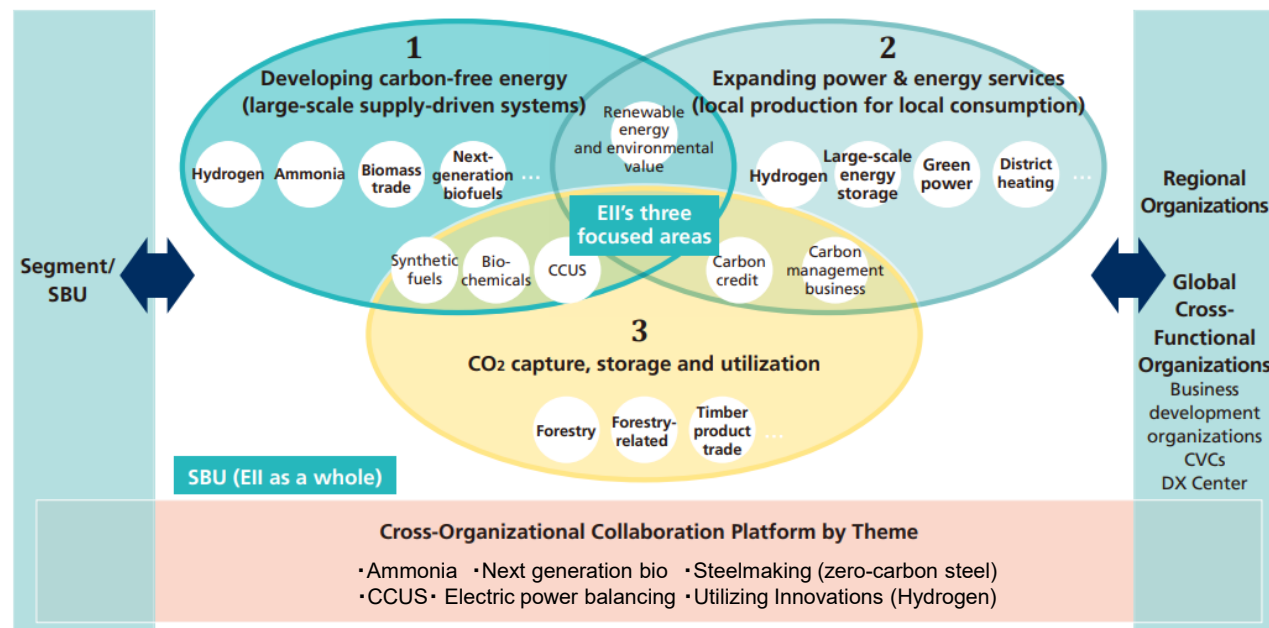 1
Developing carbon-free energy
(large-scale supply-driven systems)
Hydrogen
Ammonia
Biomass
trade
Next-
generation
biofuels
...
Renewable
energy
and environmental
value
2
Expanding power & energy services
(local production for local consumption)
Hydrogen
Large-scale
energy
storage
Green
power
District
heating
...
EII's three
focused areas
Synthetic
fuels
Bio-
chemicals
CCUS
Carbon
credit
Carbon
management
business
3
CO2 capture, storage and utilization
Forestry
Forestry-
related
Timber
product
trade
...
Segment/
SBU
Regional
Organizations
Global
Cross-
Functional
Organizations
Business
development
organizations
CVCs
DX Center
SBU (EII as a whole)
Cross-Organizational Collaboration Platform by Theme
・Ammonia ・Next generation bio ・Steelmaking (zero-carbon steel)
・CCUS・ Electric power balancing ・Utilizing Innovations (Hydrogen)